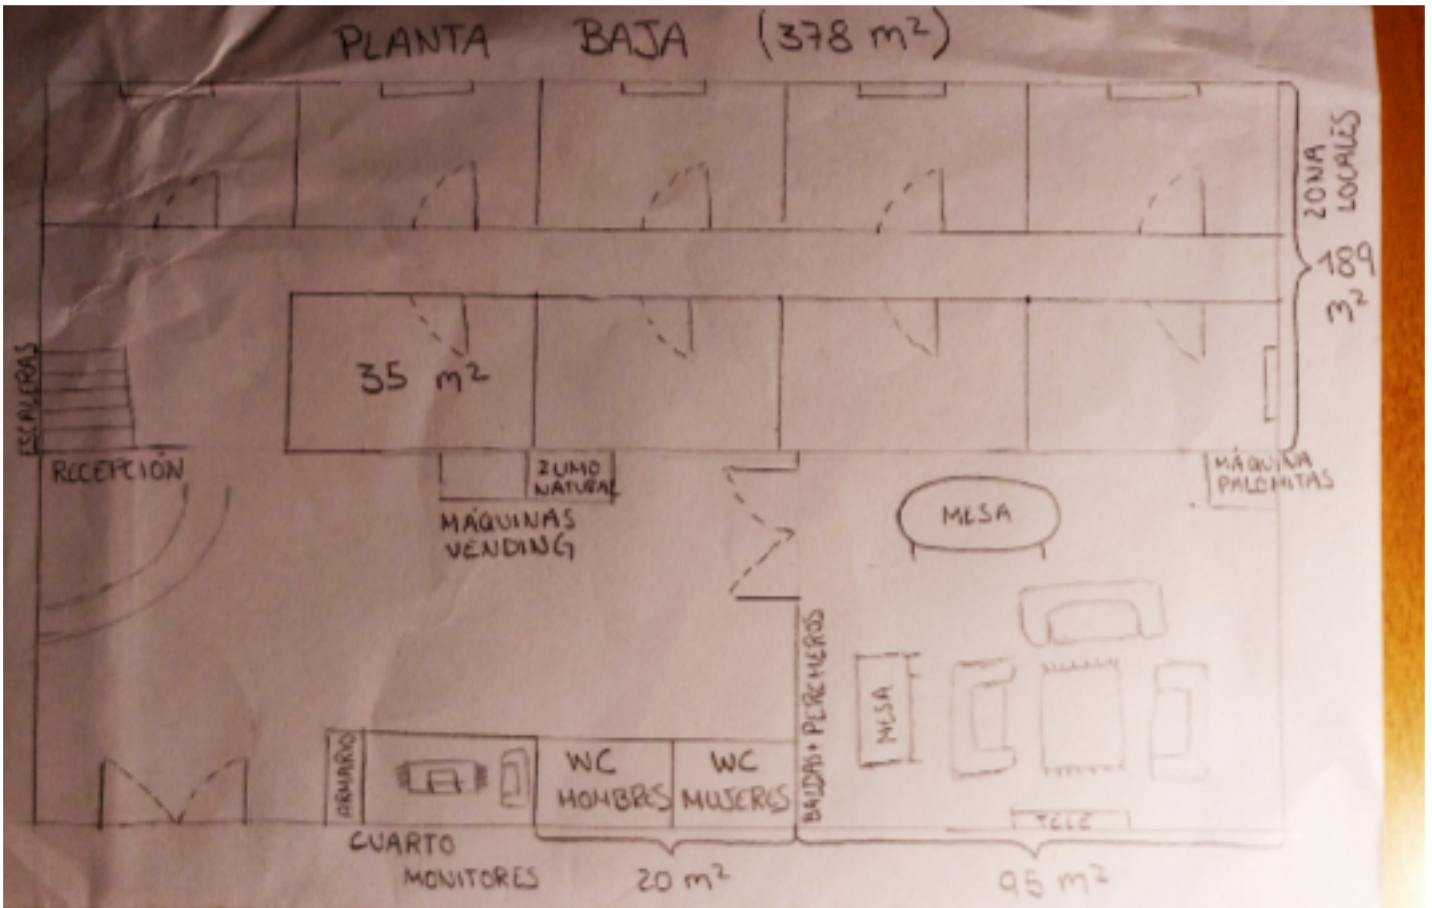 PLANTA BAJA (378 m²)
ZONA
LOCALES
189
m²
35 m²
ESCALERAS
RECEPCIÓN
ZUMO
NATURAL
MÁQUINAS
VENDING
MESA
MÁQUINA
PALOMITAS
BALDAS+ PERCHEROS
MESA
ARMARIO
WC
HOMBRES
WC
MUJERES
TELE
CUARTO
MONITORES
20 m²
95 m²